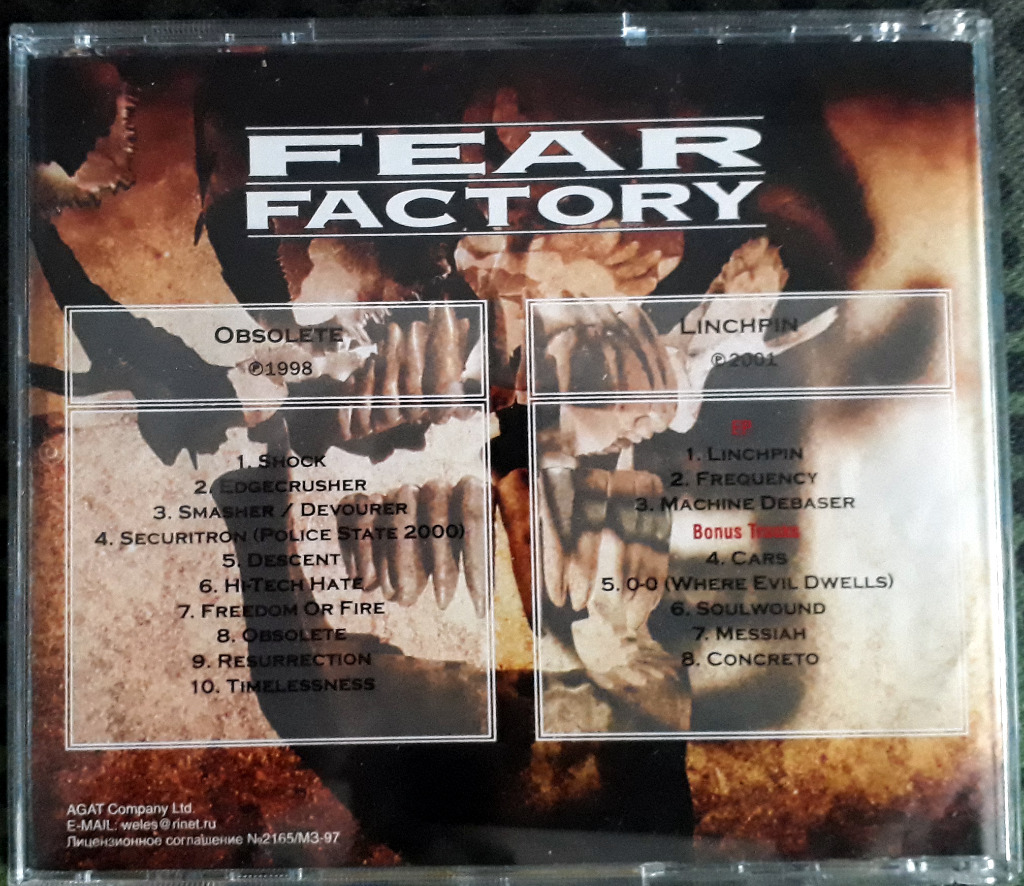 FEAR
FACTORY
OBSOLETE
℗1998
1. SHOCK
2. EDGECRUSHER
3. SMASHER / DEVOURER
4. SECURITRON (POLICE STATE 2000)
5. DESCENT
6. HI-TECH HATE
7. FREEDOM OR FIRE
8. OBSOLETE
9. RESURRECTION
10. TIMELESSNESS
LINCHPIN
℗2001
EP
1. LINCHPIN
2. FREQUENCY
3. MACHINE DEBASER
Bonus Tracks
4. CARS
5. 0-0 (WHERE EVIL DWELLS)
6. SOULWOUND
7. MESSIAH
8. CONCRETO
AGAT Company Ltd.
E-MAIL: weles@rinet.ru
Лицензионное соглашение №2165/МЗ-97